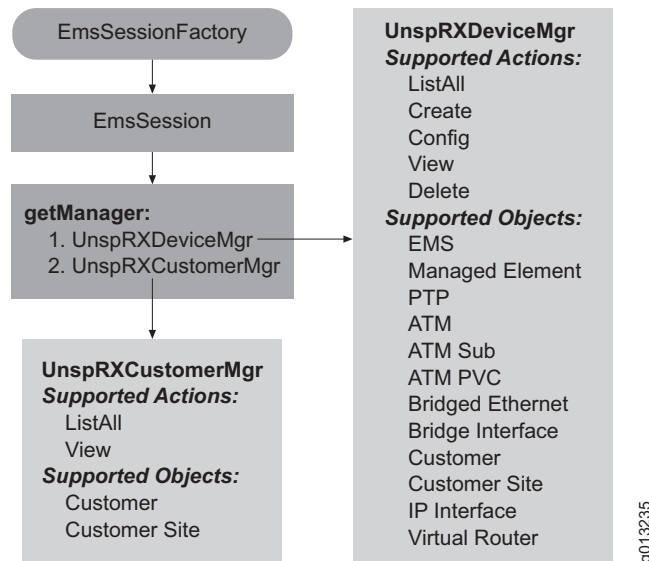 EmsSessionFactory
EmsSession
getManager:
1. UnspRXDeviceMgr
2. UnspRXCustomerMgr
UnspRXCustomerMgr
Supported Actions:
ListAll
View
Supported Objects:
Customer
Customer Site
UnspRXDeviceMgr
Supported Actions:
ListAll
Create
Config
View
Delete
Supported Objects:
EMS
Managed Element
PTP
ATM
ATM Sub
ATM PVC
Bridged Ethernet
Bridge Interface
Customer
Customer Site
IP Interface
Virtual Router
g013235